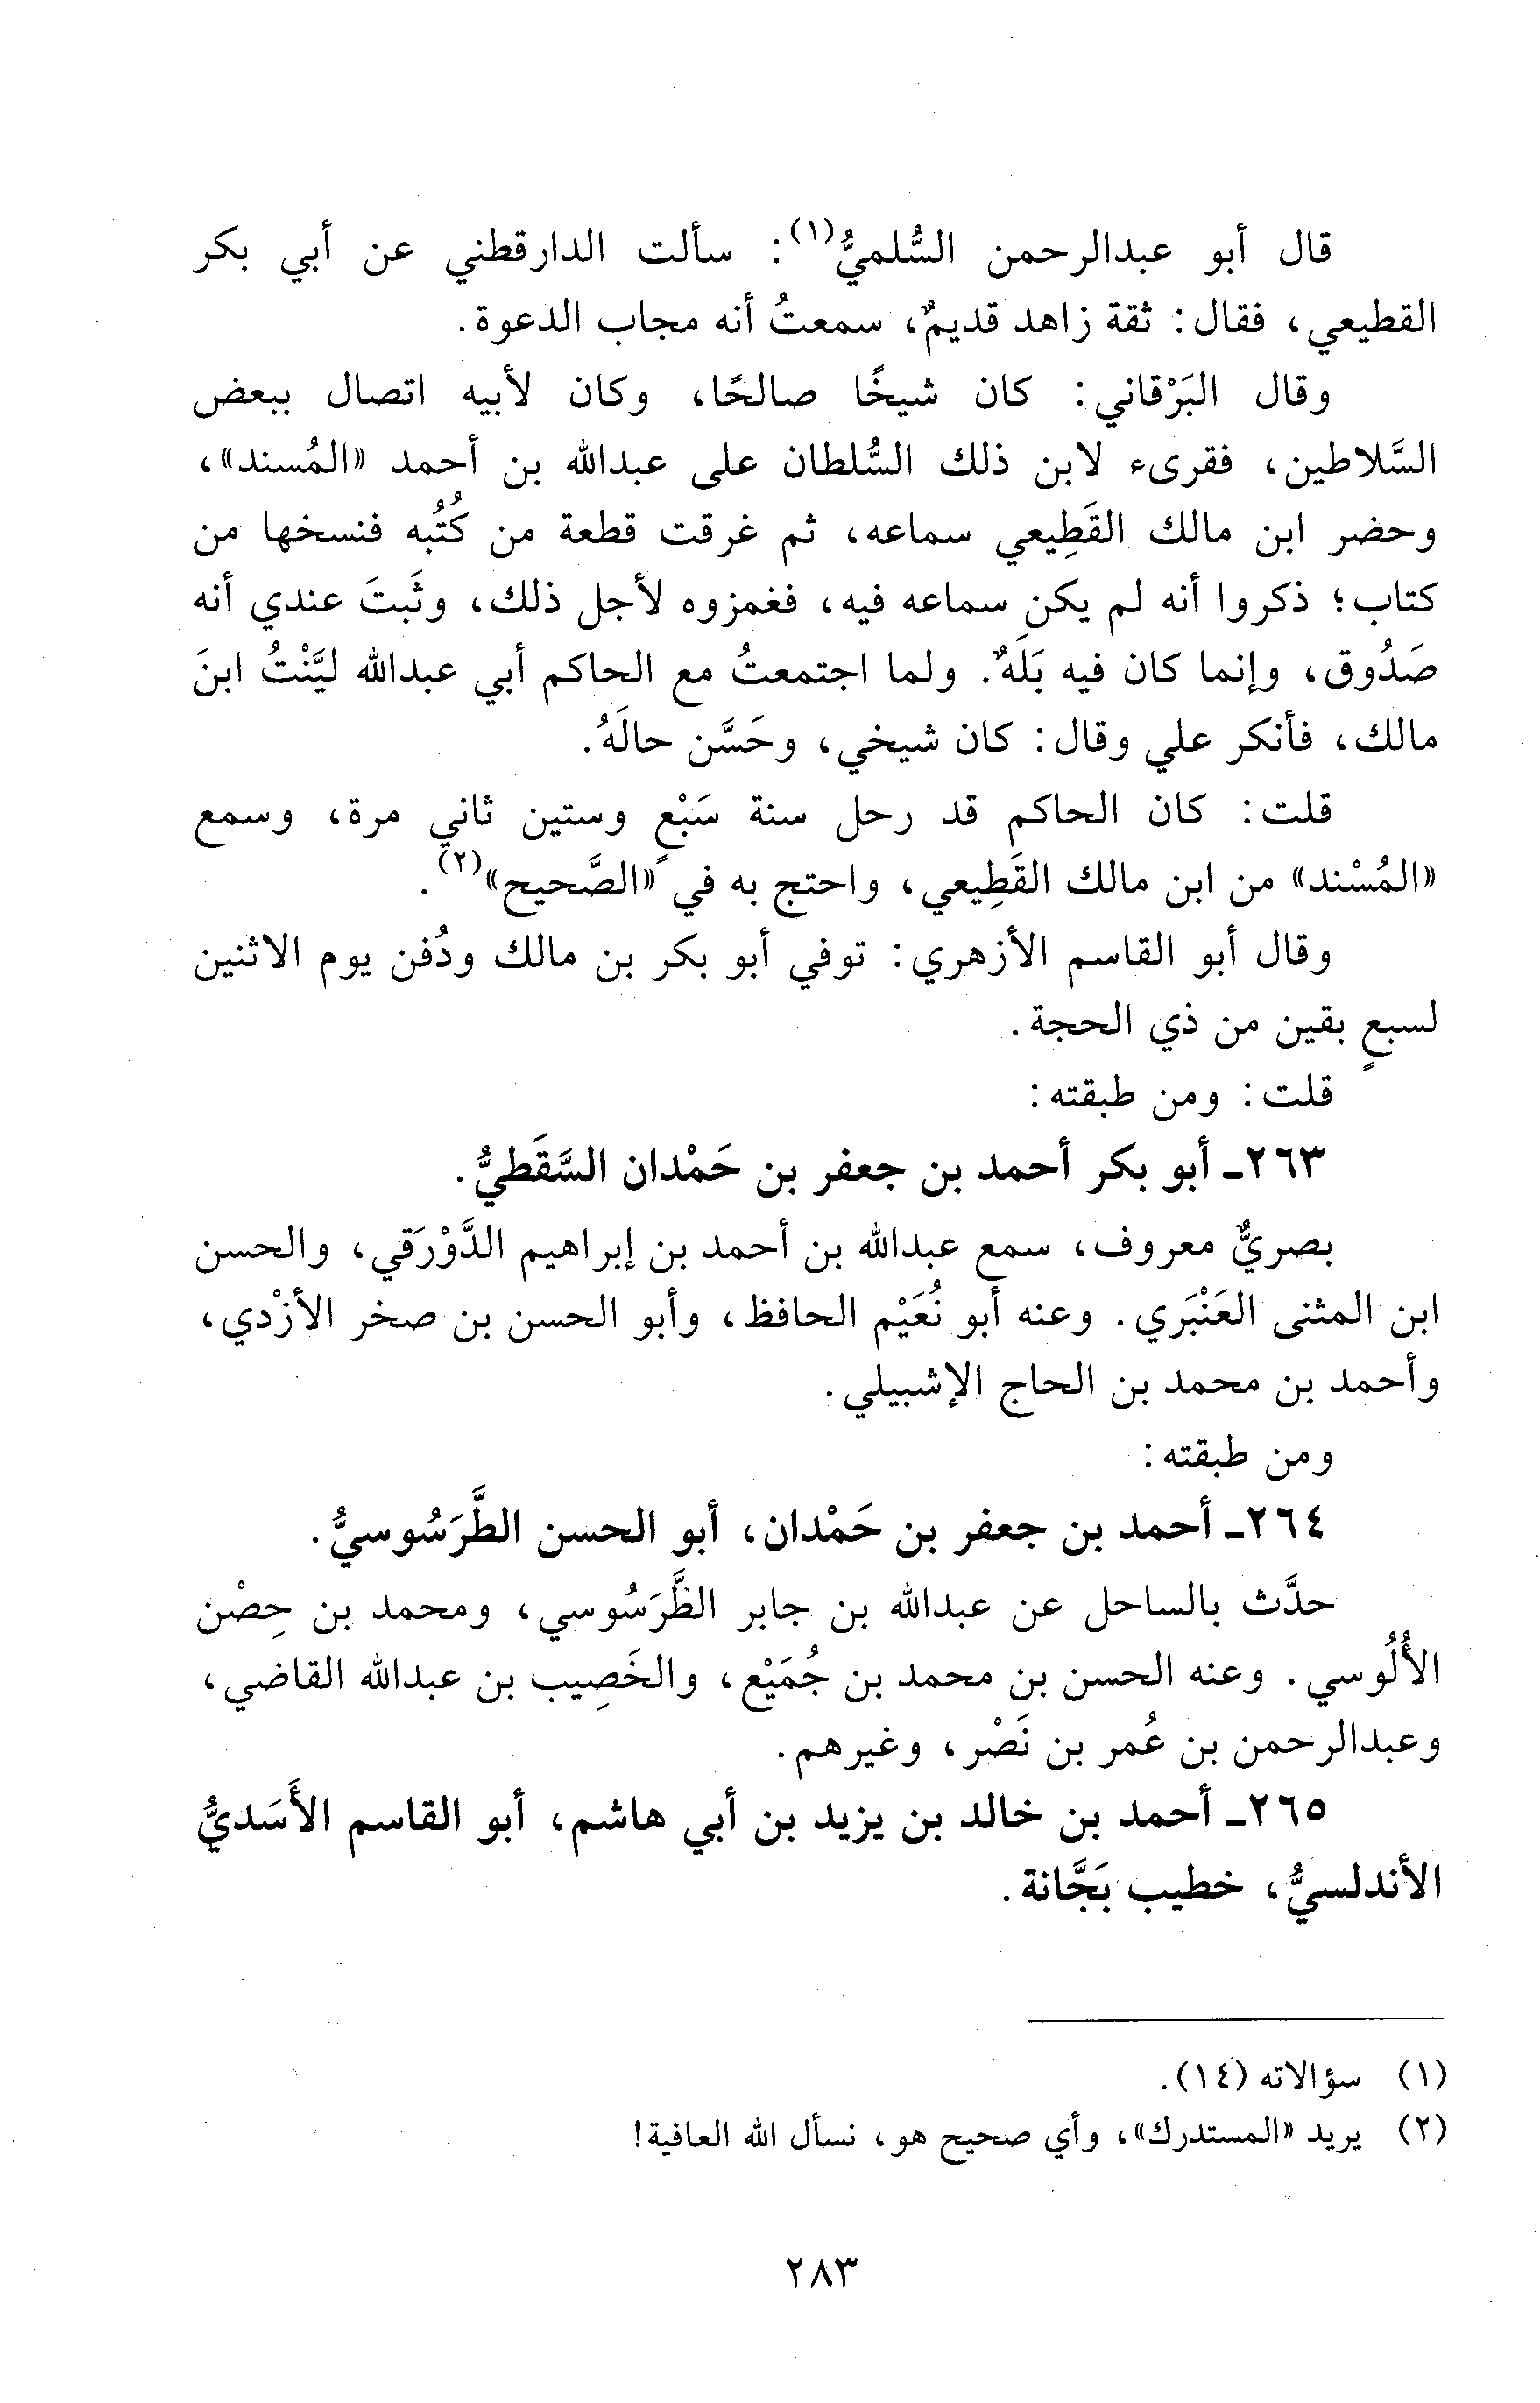 قال أبو عبدالرحمن السُّلميُّ(١): سألت الدارقطني عن أبي بكر
القطيعي، فقال: ثقة زاهد قديمٌ، سمعتُ أنه مجاب الدعوة.
وقال البَرْقاني: كان شيخًا صالحًا، وكان لأبيه اتصال ببعض
السَّلاطين، فقرىء لابن ذلك السُّلطان على عبدالله بن أحمد «المُسند»،
وحضر ابن مالك القَطِيعي سماعه، ثم غرقت قطعة من كُتُبه فنسخها من
كتاب؛ ذكروا أنه لم يكن سماعه فيه، فغمزوه لأجل ذلك، وثَبتَ عندي أنه
صَدُوق، وإنما كان فيه بَلَهٌ. ولما اجتمعتُ مع الحاكم أبي عبدالله ليَّنْتُ ابنَ
مالك، فأنكر علي وقال: كان شيخي، وحَسَّن حالَهُ.
قلت: كان الحاكم قد رحل سنة سَبْعٍ وستين ثاني مرة، وسمع
«المُسْند» من ابن مالك القَطِيعي، واحتج به في «الصَّحيح»(٢).
وقال أبو القاسم الأزهري: توفي أبو بكر بن مالك ودُفن يوم الاثنين
لسبعٍ بقين من ذي الحجة.
قلت: ومن طبقته:
٢٦٣ـ أبو بكر أحمد بن جعفر بن حَمْدان السَّقَطيُّ.
بصريٌّ معروف، سمع عبدالله بن أحمد بن إبراهيم الدَّوْرَقي، والحسن
ابن المثنى العَنْبَري. وعنه أبو نُعَيْم الحافظ، وأبو الحسن بن صخر الأزْدي،
وأحمد بن محمد بن الحاج الإشبيلي.
ومن طبقته:
٢٦٤ـ أحمد بن جعفر بن حَمْدان، أبو الحسن الطَّرَسُوسيُّ.
حدَّث بالساحل عن عبدالله بن جابر الطَّرَسُوسي، ومحمد بن حِصْن
الأُلُوسي. وعنه الحسن بن محمد بن جُمَيْع، والخَصِيب بن عبدالله القاضي،
وعبدالرحمن بن عُمر بن نَصْر، وغيرهم.
٢٦٥ـ أحمد بن خالد بن يزيد بن أبي هاشم، أبو القاسم الأَسَديُّ
الأندلسيُّ، خطيب بَجَّانة.
(١) سؤالاته (١٤).
(٢) يريد «المستدرك»، وأي صحيح هو، نسأل الله العافية!
٢٨٣